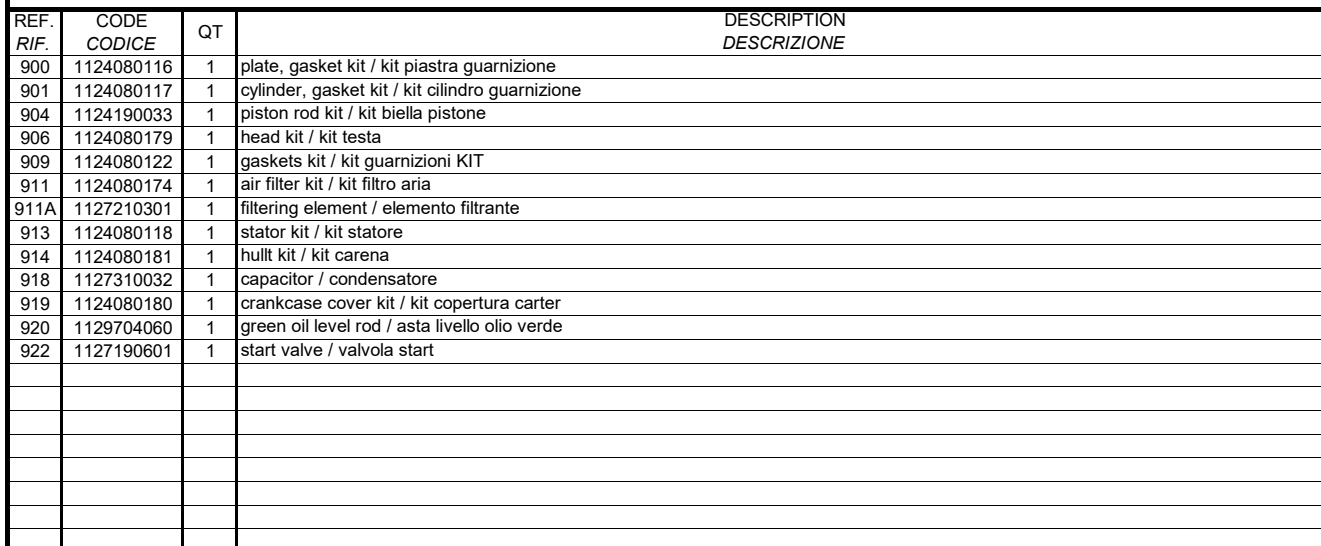 REF. CODE QT DESCRIPTION
RIF. CODICE DESCRIZIONE
900 1124080116 1 plate, gasket kit / kit piastra guarnizione
901 1124080117 1 cylinder, gasket kit / kit cilindro guarnizione
904 1124190033 1 piston rod kit / kit biella pistone
906 1124080179 1 head kit / kit testa
909 1124080122 1 gaskets kit / kit guarnizioni KIT
911 1124080174 1 air filter kit / kit filtro aria
911A 1127210301 1 filtering element / elemento filtrante
913 1124080118 1 stator kit / kit statore
914 1124080181 1 hullt kit / kit carena
918 1127310032 1 capacitor / condensatore
919 1124080180 1 crankcase cover kit / kit copertura carter
920 1129704060 1 green oil level rod / asta livello olio verde
922 1127190601 1 start valve / valvola start